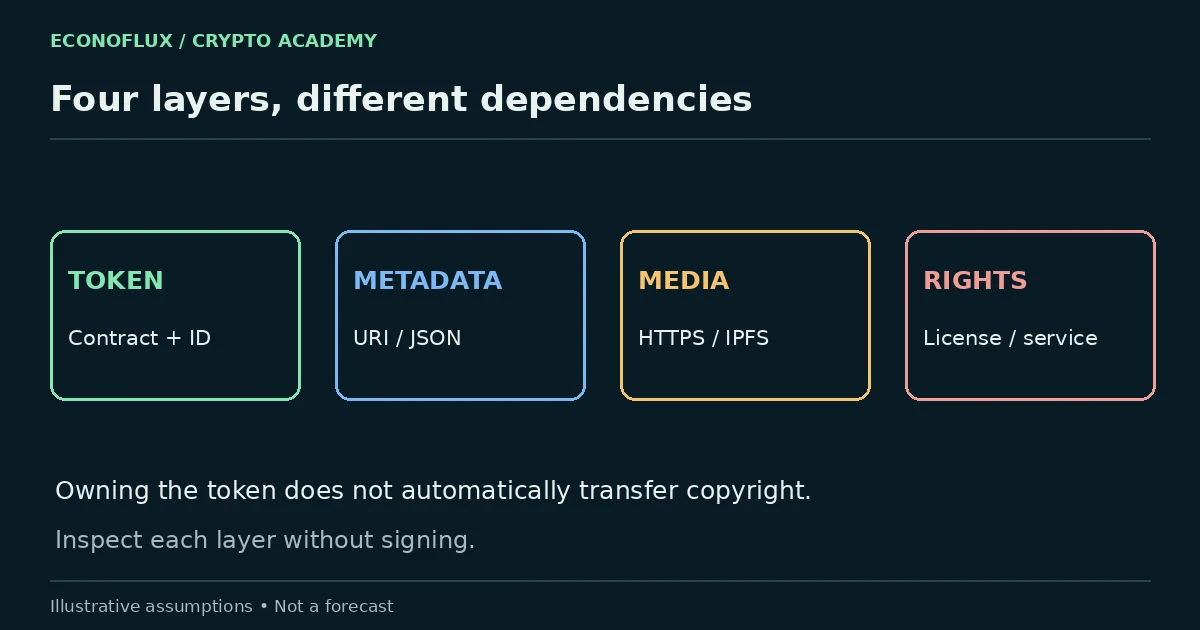 ECONOFLUX / CRYPTO ACADEMY
Four layers, different dependencies
TOKEN
Contract + ID
METADATA
URI / JSON
MEDIA
HTTPS / IPFS
RIGHTS
License / service
Owning the token does not automatically transfer copyright.
Inspect each layer without signing.
Illustrative assumptions • Not a forecast